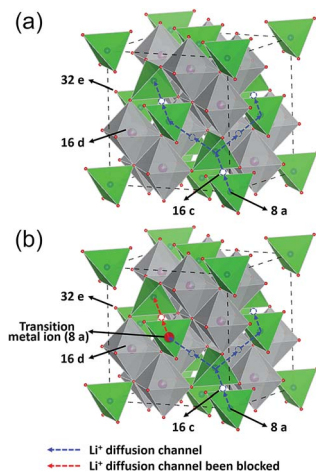 (a)
32 e
16 d
16 c
8 a
(b)
32 e
Transition
metal ion (8 a)
16 d
16 c
8 a
Li⁺ diffusion channel
Li⁺ diffusion channel been blocked